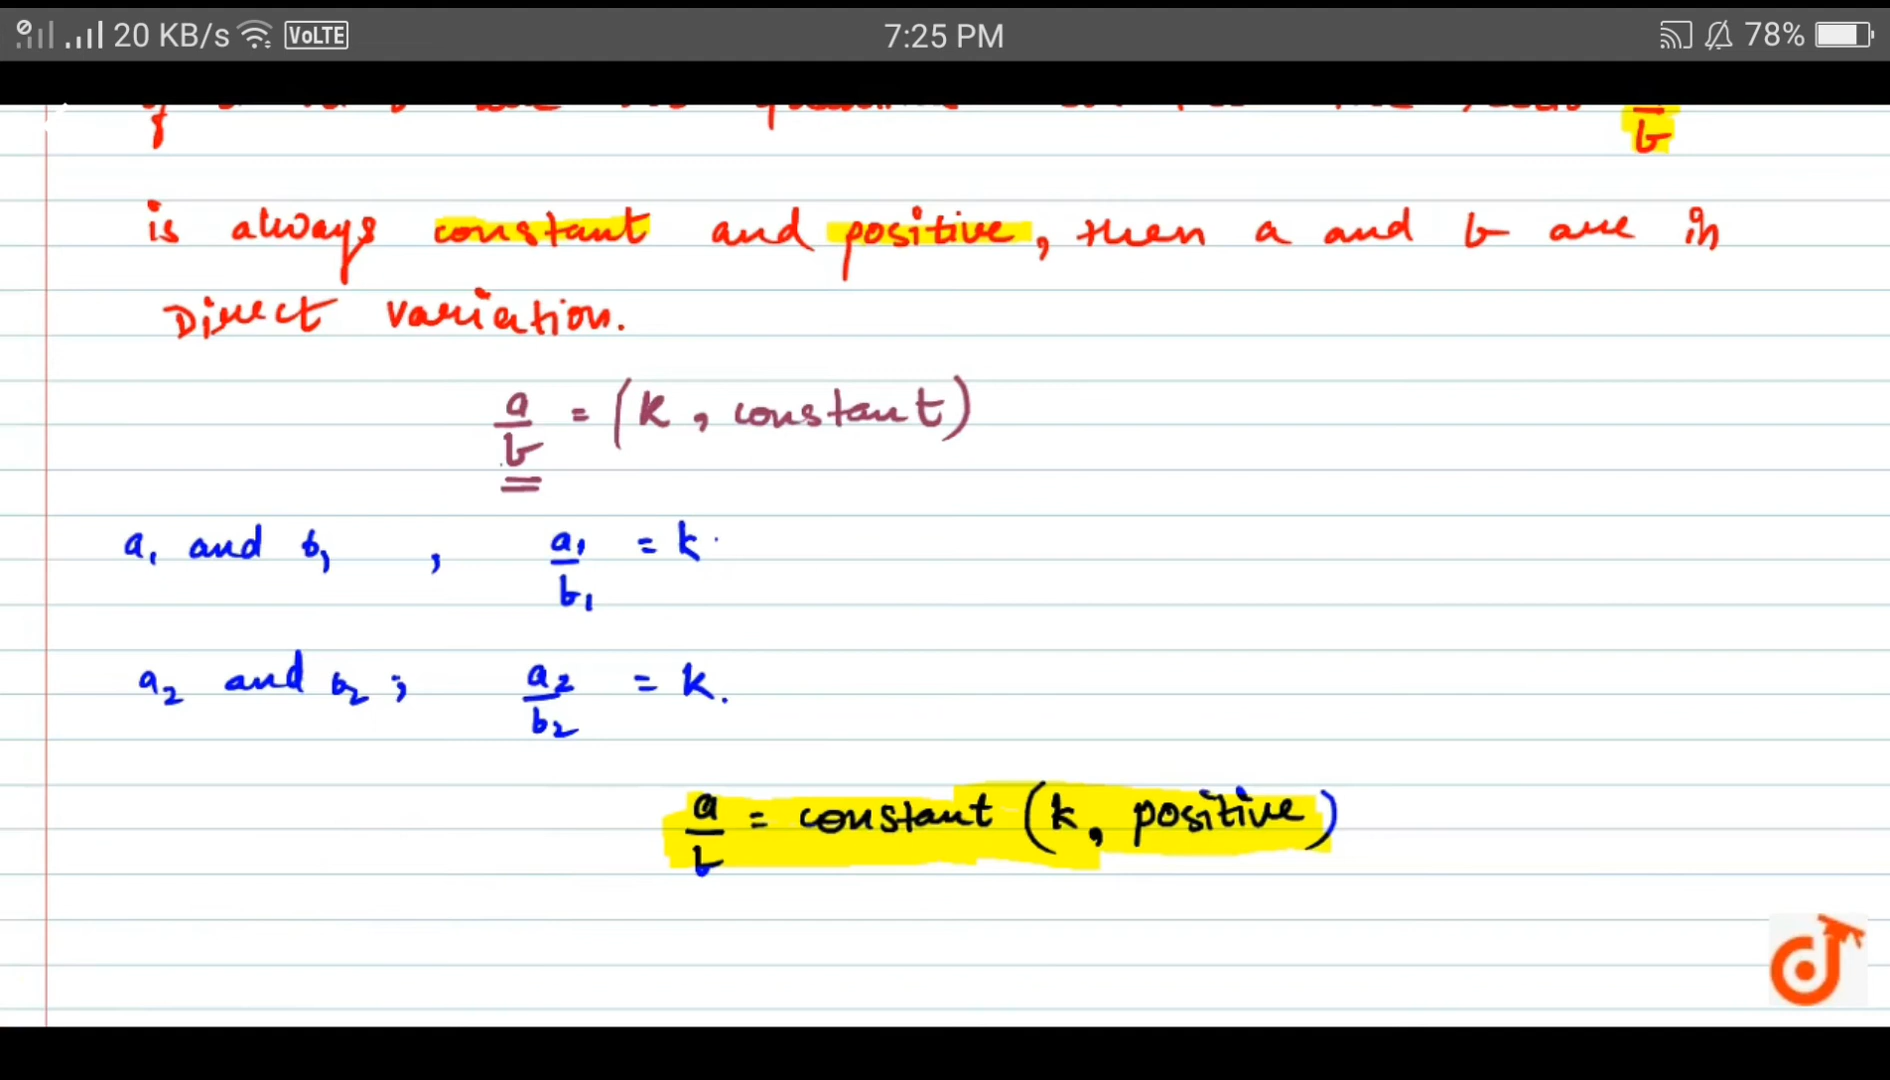 20 KB/s VoLTE 7:25 PM 78%
b
is always constant and positive, then a and b are in
Direct variation.
a/b = (k, constant)
a₁ and b₁ , a₁/b₁ = k.
a₂ and b₂ ; a₂/b₂ = k.
a/b = constant (k, positive)